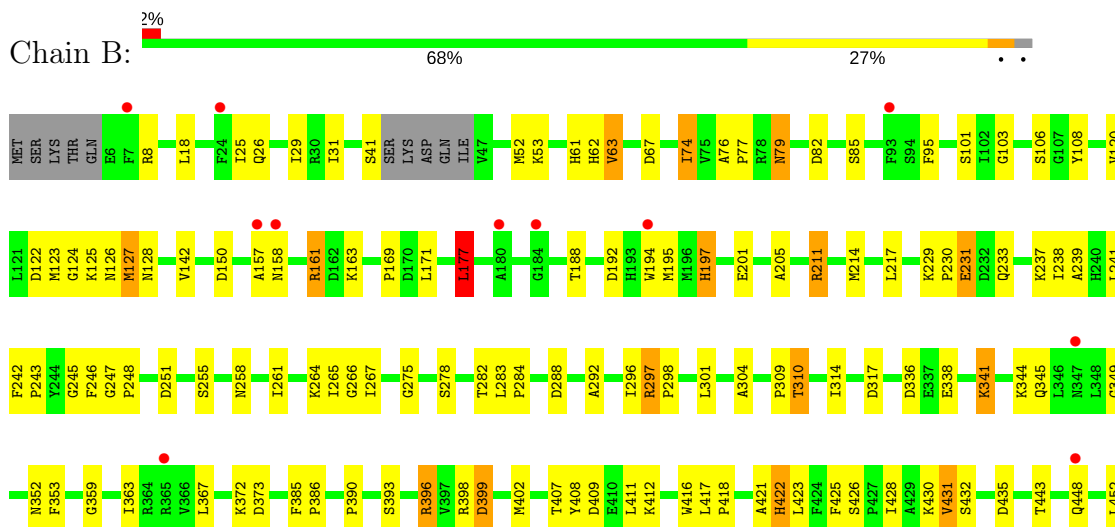 2%
Chain B:
68% 27% • •
MET SER LYS THR GLN E6 F7 R8 L18 F24 I25 Q26 I29 R30 I31 S41 SER LYS ASP GLN ILE V47 M52 K53 H61 H62 V63 D67 I74 V75 A76 P77 R78 N79 D82 S85 F93 S94 F95 S101 I102 G103 S106 G107 Y108 V120
L121 D122 M123 G124 K125 N126 M127 N128 V142 D150 A157 N158 R161 D162 K163 P169 D170 L171 L177 A180 G184 T188 D192 H193 W194 M195 M196 H197 E201 A205 R211 M214 L217 K229 P230 E231 D232 Q233 K237 I238 A239 H240 L241
F242 P243 Y244 G245 F246 G247 P248 D251 S255 N258 I261 K264 I265 G266 I267 G275 S278 T282 L283 P284 D288 A292 I296 R297 P298 L301 A304 P309 T310 I314 D317 D336 E337 E338 K341 K344 Q345 L346 N347 L348 G349
N352 F353 G359 I363 R364 R365 V366 L367 K372 D373 F385 P386 P390 S393 R396 V397 R398 D399 M402 T407 Y408 D409 E410 L411 K412 W416 L417 P418 A421 H422 L423 F424 F425 S426 P427 I428 A429 K430 V431 S432 D435 T443 Q448